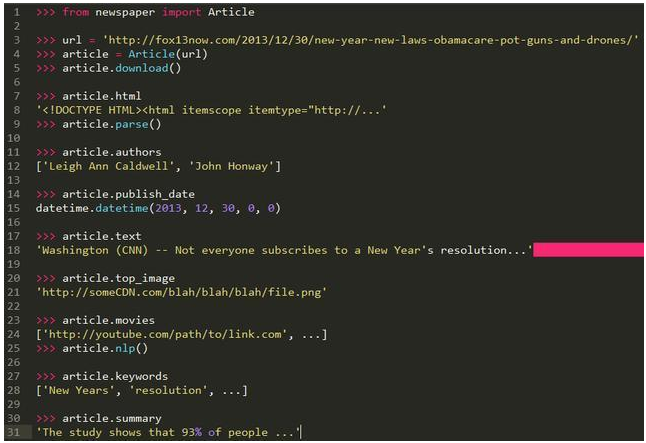 1 >>> from newspaper import Article
2
3 >>> url = 'http://fox13now.com/2013/12/30/new-year-new-laws-obamacare-pot-guns-and-drones/'
4 >>> article = Article(url)
5 >>> article.download()
6
7 >>> article.html
8 '<!DOCTYPE HTML><html itemscope itemtype="http://...'
9 >>> article.parse()
10
11 >>> article.authors
12 ['Leigh Ann Caldwell', 'John Honway']
13
14 >>> article.publish_date
15 datetime.datetime(2013, 12, 30, 0, 0)
16
17 >>> article.text
18 'Washington (CNN) -- Not everyone subscribes to a New Year's resolution...'
19
20 >>> article.top_image
21 'http://someCDN.com/blah/blah/blah/file.png'
22
23 >>> article.movies
24 ['http://youtube.com/path/to/link.com', ...]
25 >>> article.nlp()
26
27 >>> article.keywords
28 ['New Years', 'resolution', ...]
29
30 >>> article.summary
31 'The study shows that 93% of people ...'